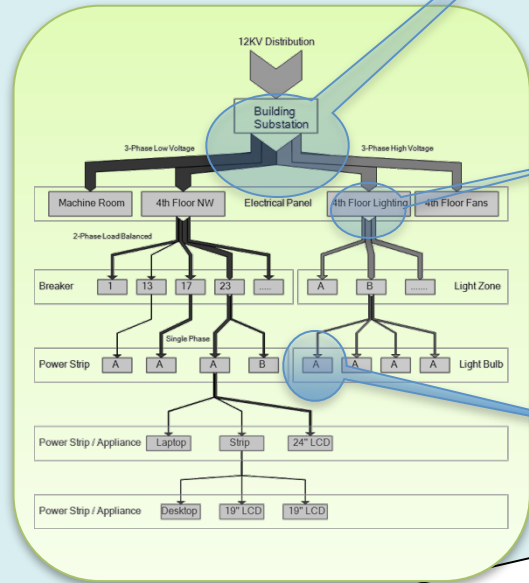 12KV Distribution
Building
Substation
3-Phase Low Voltage
3-Phase High Voltage
Machine Room
4th Floor NW
Electrical Panel
4th Floor Lighting
4th Floor Fans
2-Phase Load Balanced
Breaker
1
13
17
23
.....
A
B
.......
Light Zone
Single Phase
Power Strip
A
A
A
B
A
A
A
A
Light Bulb
Power Strip / Appliance
Laptop
Strip
24" LCD
Power Strip / Appliance
Desktop
19" LCD
19" LCD